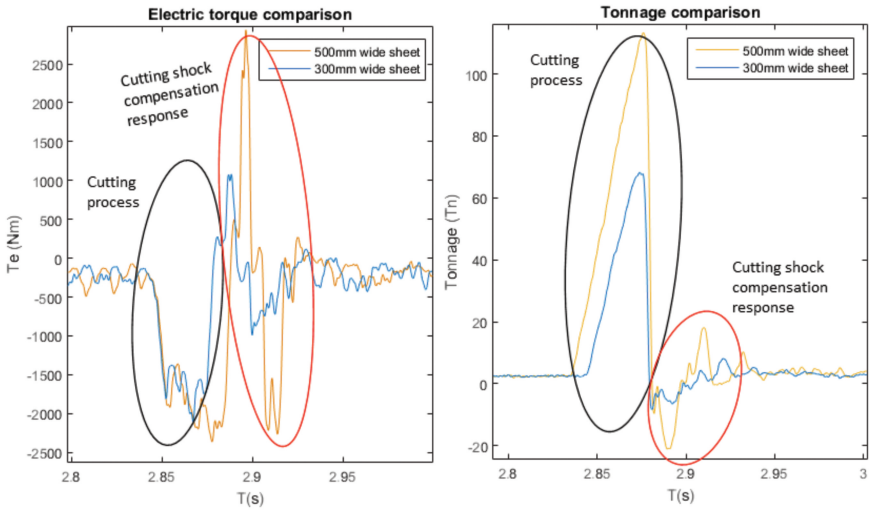 Electric torque comparison
500mm wide sheet
300mm wide sheet
Cutting shock
compensation
response
Cutting
process
Te (Nm)
2500
2000
1500
1000
500
0
-500
-1000
-1500
-2000
-2500
2.8
2.85
2.9
2.95
T(s)
Tonnage comparison
500mm wide sheet
300mm wide sheet
Cutting
process
Cutting shock
compensation
response
Tonnage (Tn)
100
80
60
40
20
0
-20
2.8
2.85
2.9
2.95
3
T(s)